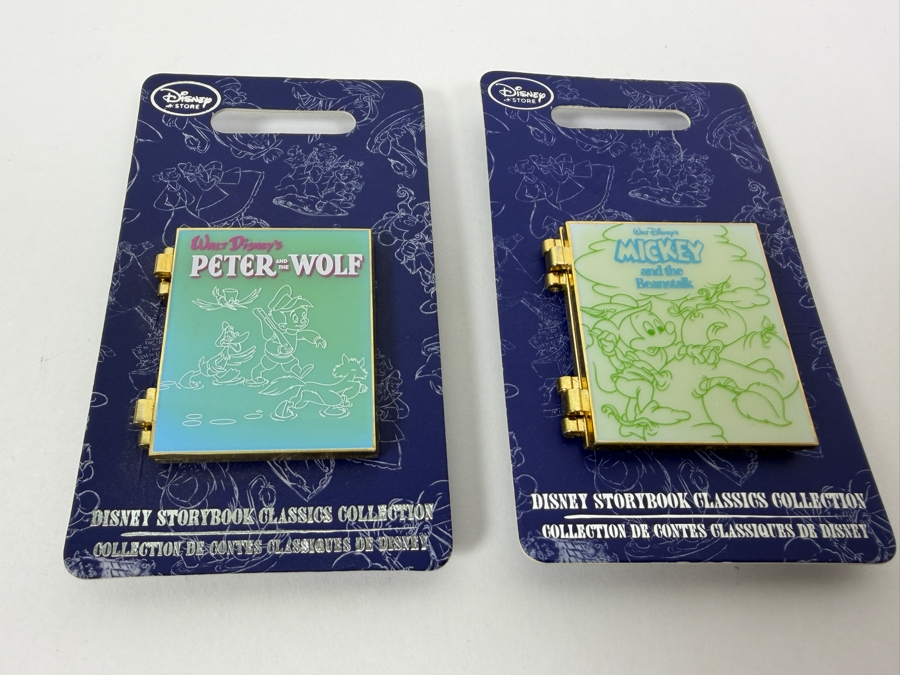 Disney
STORE
Walt Disney's
PETER AND THE WOLF
DISNEY STORYBOOK CLASSICS COLLECTION
COLLECTION DE CONTES CLASSIQUES DE DISNEY
Disney
STORE
Walt Disney's
MICKEY
and the
Beanstalk
DISNEY STORYBOOK CLASSICS COLLECTION
COLLECTION DE CONTES CLASSIQUES DE DISNEY